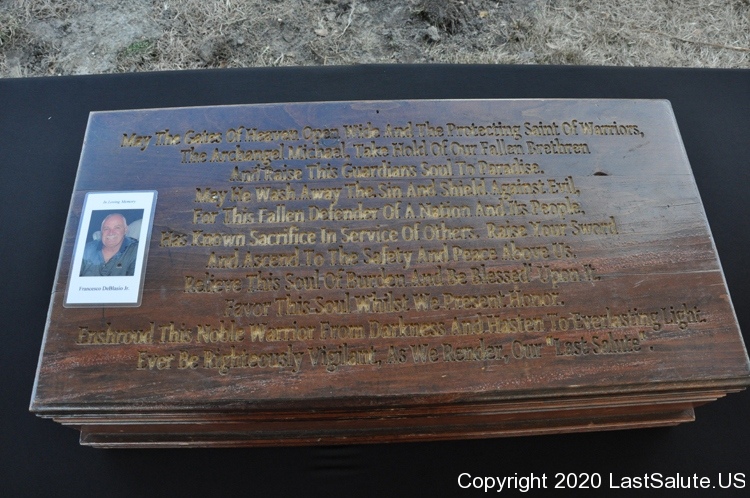 May The Gates Of Heaven Open Wide And The Protecting Saint Of Warriors,
The Archangel Michael, Take Hold Of Our Fallen Brethren
And Raise This Guardians Soul To Paradise.
May He Wash Away The Sin And Shield Against Evil,
For This Fallen Defender Of A Nation And Its People,
Has Known Sacrifice In Service Of Others. Raise Your Sword
And Ascend To The Safety And Peace Above Us.
Relieve This Soul Of Burden And Be Blessed Upon It.
Favor This Soul Whilst We Present Honor.
Enshroud This Noble Warrior From Darkness And Hasten To Everlasting Light.
Ever Be Righteously Vigilant, As We Render, Our "Last Salute".
In Loving Memory
Francesco DeBlasio Jr.
Copyright 2020 LastSalute.US